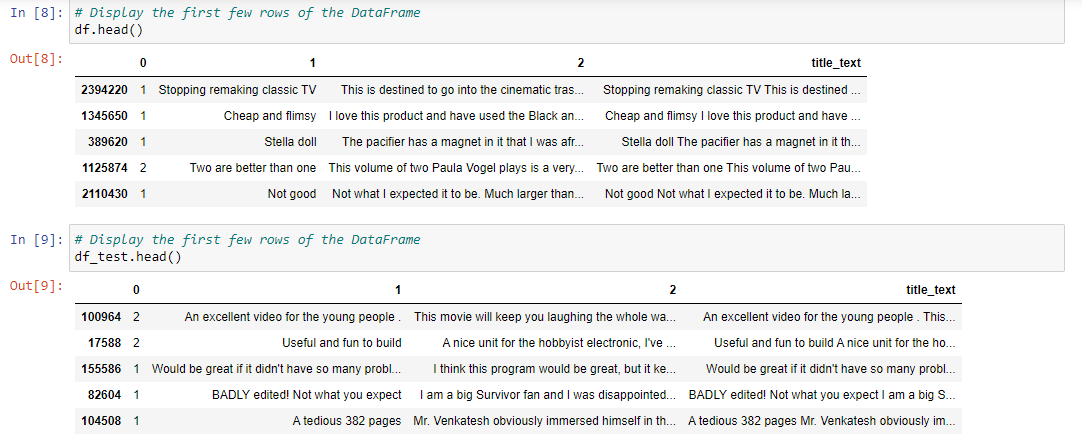 In [8]: # Display the first few rows of the DataFrame
df.head()
Out[8]:
0 1 2 title_text
2394220 1 Stopping remaking classic TV This is destined to go into the cinematic tras... Stopping remaking classic TV This is destined ...
1345650 1 Cheap and flimsy I love this product and have used the Black an... Cheap and flimsy I love this product and have ...
389620 1 Stella doll The pacifier has a magnet in it that I was afr... Stella doll The pacifier has a magnet in it th...
1125874 2 Two are better than one This volume of two Paula Vogel plays is a very... Two are better than one This volume of two Pau...
2110430 1 Not good Not what I expected it to be. Much larger than... Not good Not what I expected it to be. Much la...
In [9]: # Display the first few rows of the DataFrame
df_test.head()
Out[9]:
0 1 2 title_text
100964 2 An excellent video for the young people . This movie will keep you laughing the whole wa... An excellent video for the young people . This...
17588 2 Useful and fun to build A nice unit for the hobbyist electronic, I've ... Useful and fun to build A nice unit for the ho...
155586 1 Would be great if it didn't have so many probl... I think this program would be great, but it ke... Would be great if it didn't have so many probl...
82604 1 BADLY edited! Not what you expect I am a big Survivor fan and I was disappointed... BADLY edited! Not what you expect I am a big S...
104508 1 A tedious 382 pages Mr. Venkatesh obviously immersed himself in th... A tedious 382 pages Mr. Venkatesh obviously im...